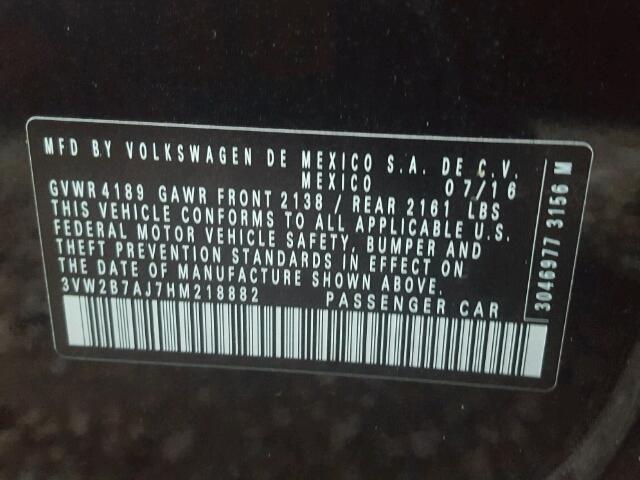 MFD BY VOLKSWAGEN DE MEXICO S.A. DE C.V.
MEXICO 07/16
GVWR 4189 GAWR FRONT 2138 / REAR 2161 LBS
THIS VEHICLE CONFORMS TO ALL APPLICABLE U.S.
FEDERAL MOTOR VEHICLE SAFETY, BUMPER AND
THEFT PREVENTION STANDARDS IN EFFECT ON
THE DATE OF MANUFACTURE SHOWN ABOVE.
3VW2B7AJ7HM218882 PASSENGER CAR
3046977 3156 M